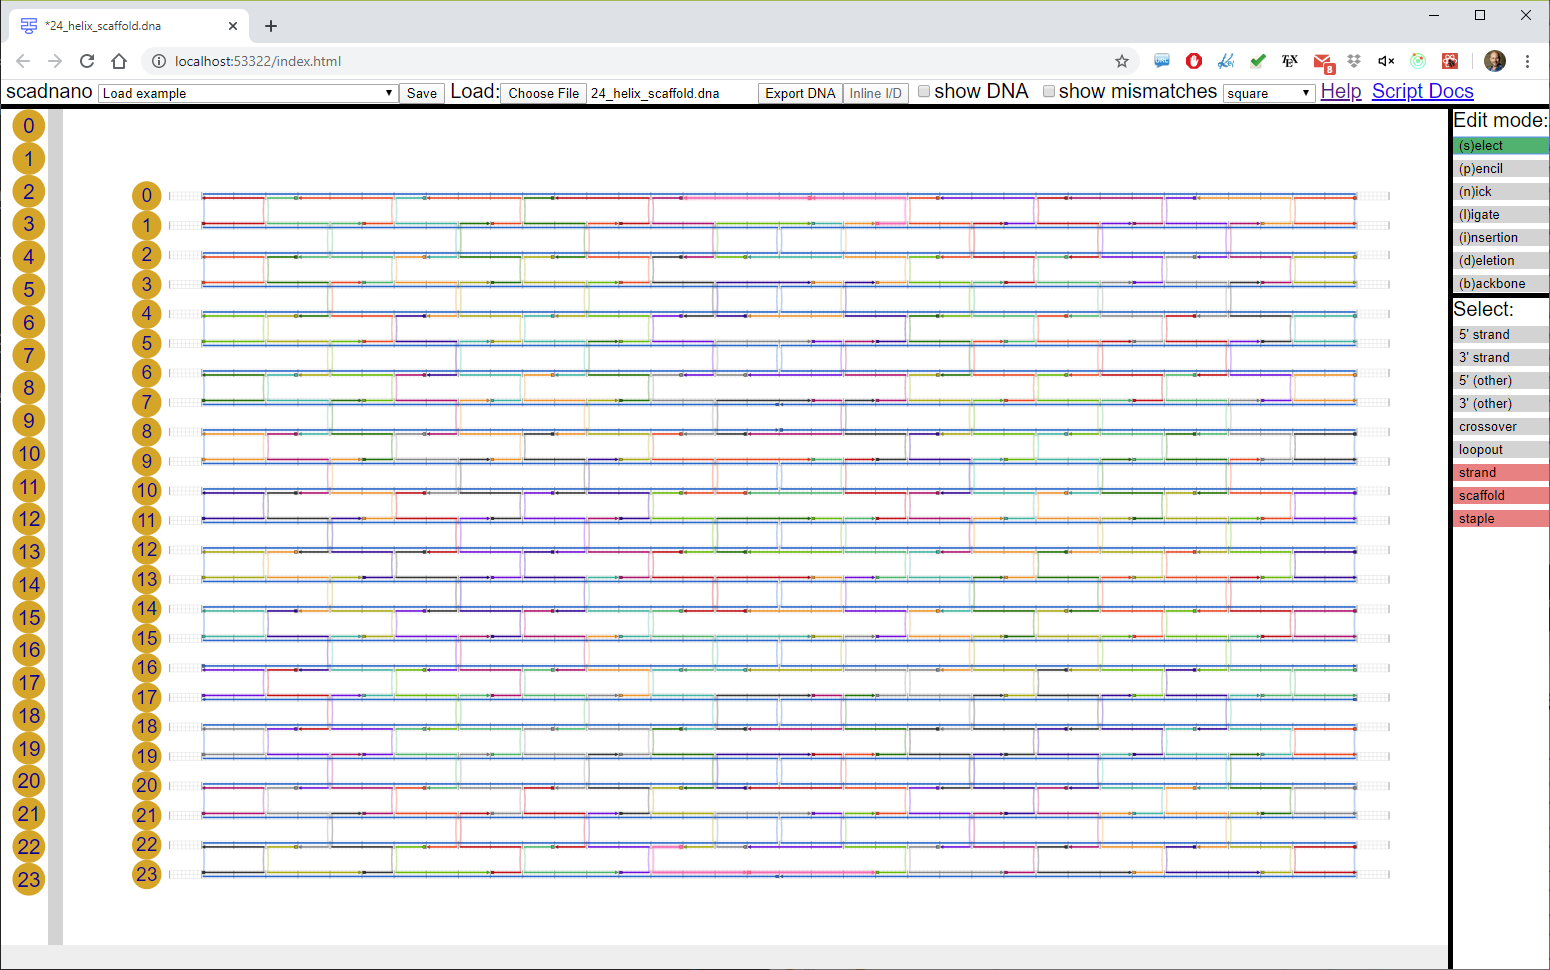 *24_helix_scaffold.dna
localhost:53322/index.html
8
scadnano Load example Save Load: Choose File 24_helix_scaffold.dna Export DNA Inline I/D show DNA show mismatches square Help Script Docs
0
1
2
3
4
5
6
7
8
9
10
11
12
13
14
15
16
17
18
19
20
21
22
23
0
1
2
3
4
5
6
7
8
9
10
11
12
13
14
15
16
17
18
19
20
21
22
23
Edit mode:
(s)elect
(p)encil
(n)ick
(l)igate
(i)nsertion
(d)eletion
(b)ackbone
Select:
5' strand
3' strand
5' (other)
3' (other)
crossover
loopout
strand
scaffold
staple